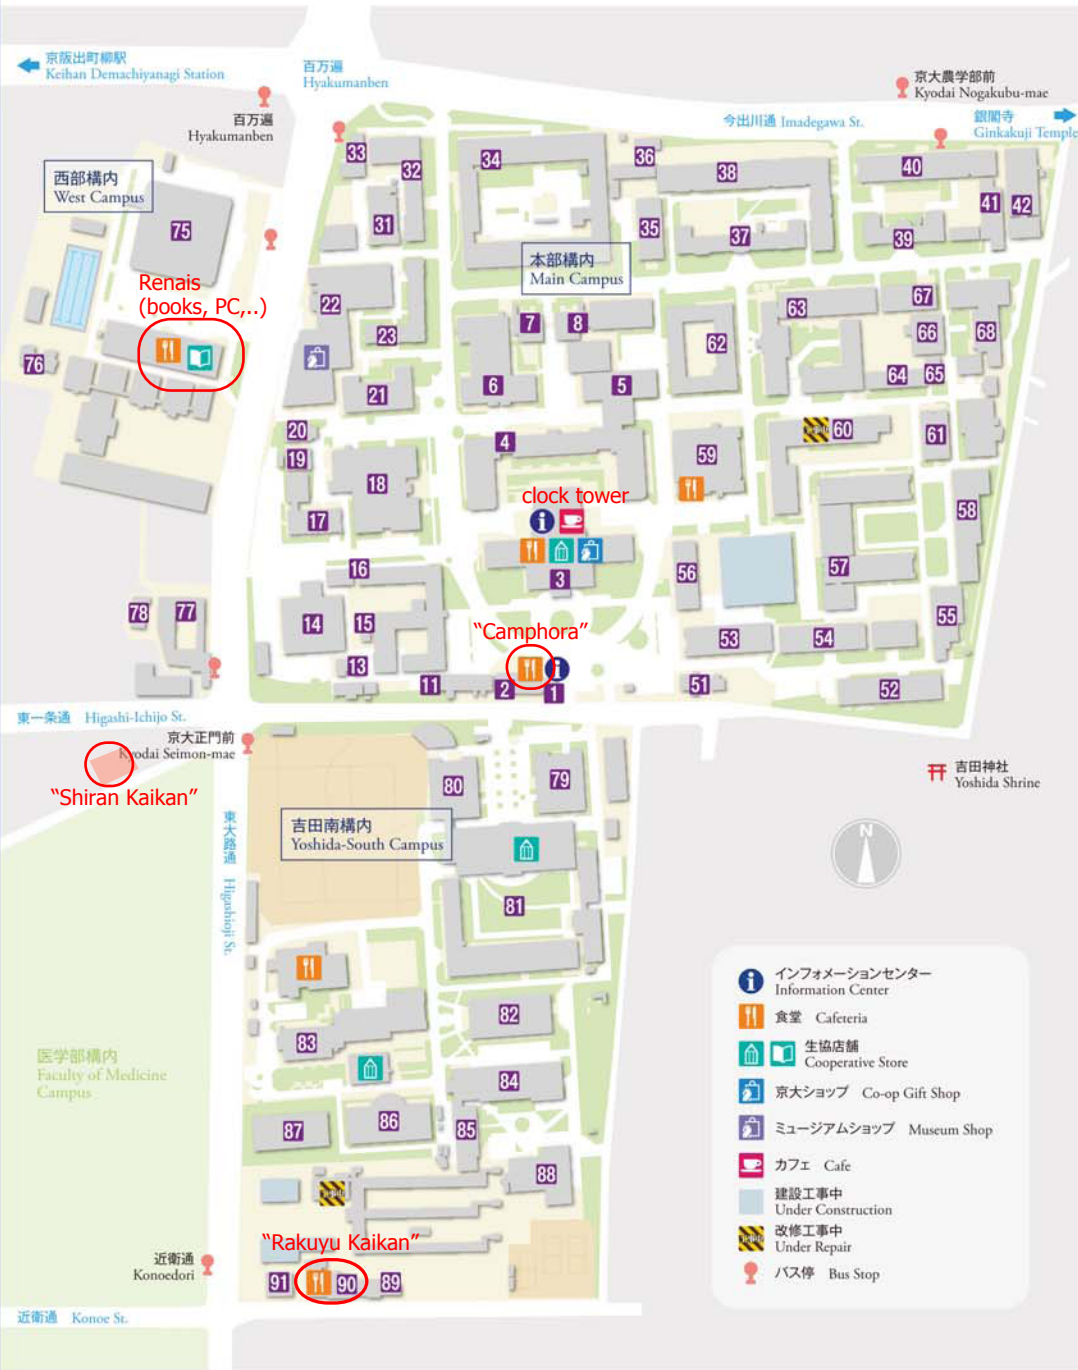 京阪出町柳駅
Keihan Demachiyanagi Station
百万遍
Hyakumanben
京大農学部前
Kyodai Nogakubu-mae
百万遍
Hyakumanben
今出川通 Imadegawa St.
銀閣寺
Ginkakuji Temple
33
32
34
36
38
40
西部構内
West Campus
75
31
35
37
39
41
42
本部構内
Main Campus
Renais
(books, PC,..)
22
23
7
8
62
63
67
66
68
76
21
6
5
64
65
20
19
4
59
60
61
18
17
clock tower
58
16
3
56
57
78
77
14
15
"Camphora"
53
54
55
13
11
2
1
51
52
東一条通 Higashi-Ichijo St.
京大正門前
Kyodai Seimon-mae
"Shiran Kaikan"
80
79
吉田神社
Yoshida Shrine
東大路通 Higashioji St.
吉田南構内
Yoshida-South Campus
N
81
インフォメーションセンター
Information Center
食堂 Cafeteria
生協店舗
Cooperative Store
京大ショップ Co-op Gift Shop
ミュージアムショップ Museum Shop
カフェ Cafe
建設工事中
Under Construction
改修工事中
Under Repair
バス停 Bus Stop
82
83
医学部構内
Faculty of Medicine
Campus
84
87
86
85
88
"Rakuyu Kaikan"
近衛通
Konoedori
91
90
89
近衛通 Konoe St.